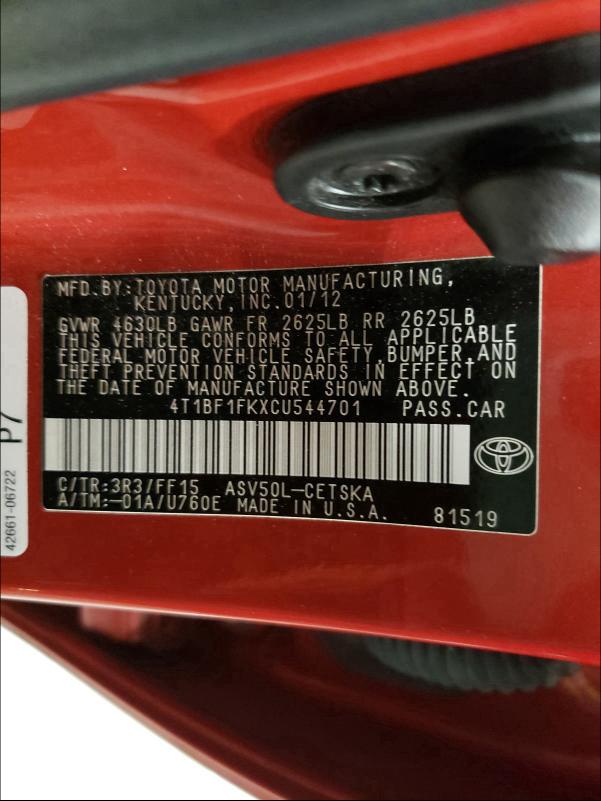 MFD.BY:TOYOTA MOTOR MANUFACTURING,
KENTUCKY,INC.01/12
GVWR 4630LB GAWR FR 2625LB RR 2625LB
THIS VEHICLE CONFORMS TO ALL APPLICABLE
FEDERAL MOTOR VEHICLE SAFETY,BUMPER,AND
THEFT PREVENTION STANDARDS IN EFFECT ON
THE DATE OF MANUFACTURE SHOWN ABOVE.
4T1BF1FKXCU544701 PASS.CAR
C/TR:3R3/FF15 ASV50L-CETSKA
A/TM:-01A/U760E MADE IN U.S.A. 81519
P7
42661-06722